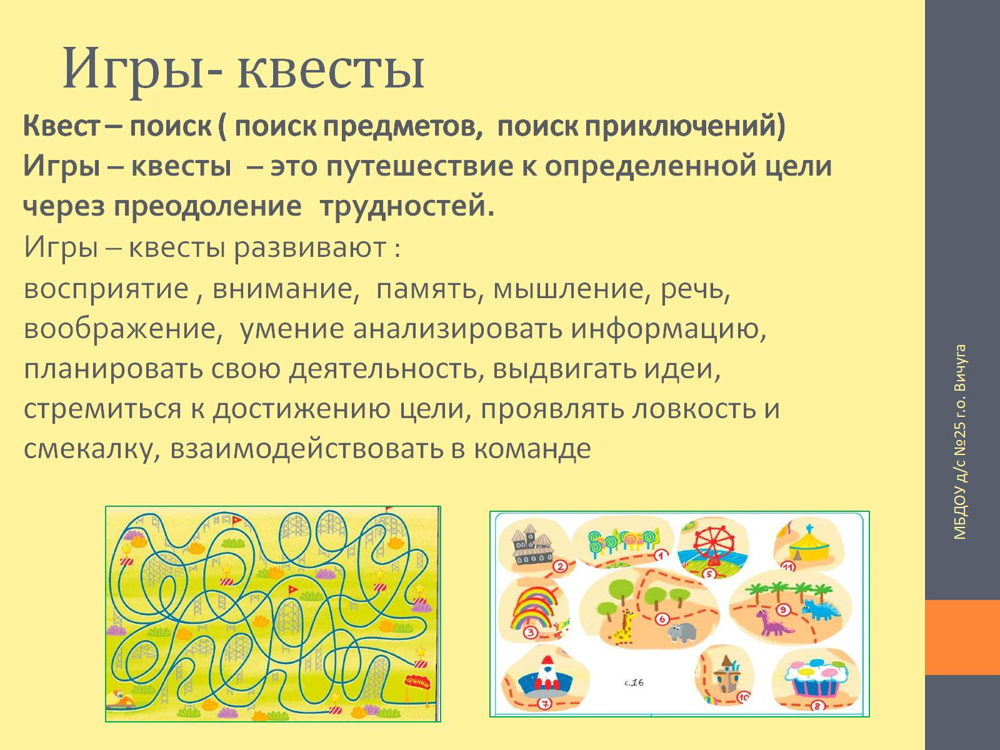 Игры- квесты
Квест – поиск ( поиск предметов, поиск приключений)
Игры – квесты – это путешествие к определенной цели
через преодоление трудностей.
Игры – квесты развивают :
восприятие , внимание, память, мышление, речь,
воображение, умение анализировать информацию,
планировать свою деятельность, выдвигать идеи,
стремиться к достижению цели, проявлять ловкость и
смекалку, взаимодействовать в команде
МБДОУ д/с №25 г.о. Вичуга
ФИНИШ
2
1
5
11
3
6
9
7
с.16
10
8